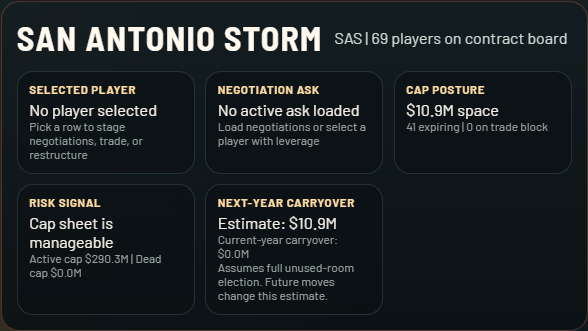 SAN ANTONIO STORM
SAS | 69 players on contract board
SELECTED PLAYER
No player selected
Pick a row to stage
negotiations, trade, or
restructure
NEGOTIATION ASK
No active ask loaded
Load negotiations or select a
player with leverage
CAP POSTURE
$10.9M space
41 expiring | 0 on trade block
RISK SIGNAL
Cap sheet is
manageable
Active cap $290.3M | Dead
cap $0.0M
NEXT-YEAR CARRYOVER
Estimate: $10.9M
Current-year carryover:
$0.0M
Assumes full unused-room
election. Future moves
change this estimate.